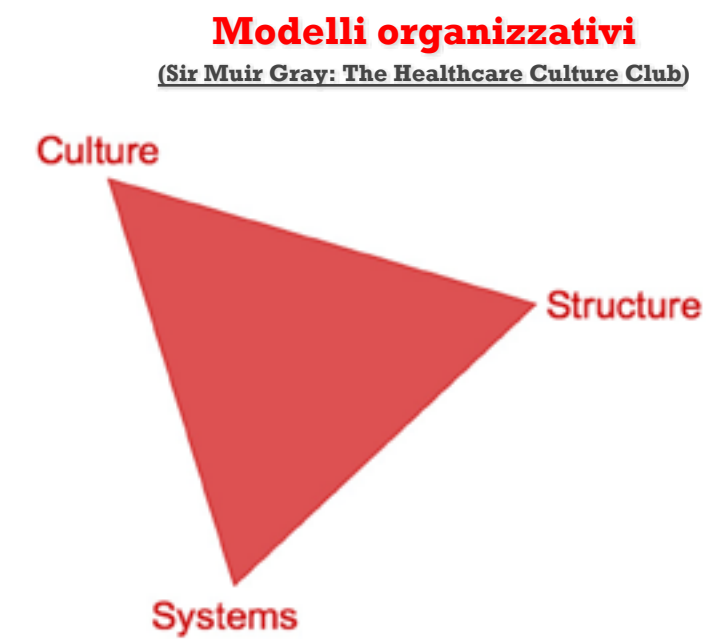 Modelli organizzativi
(Sir Muir Gray: The Healthcare Culture Club)
Culture
Structure
Systems